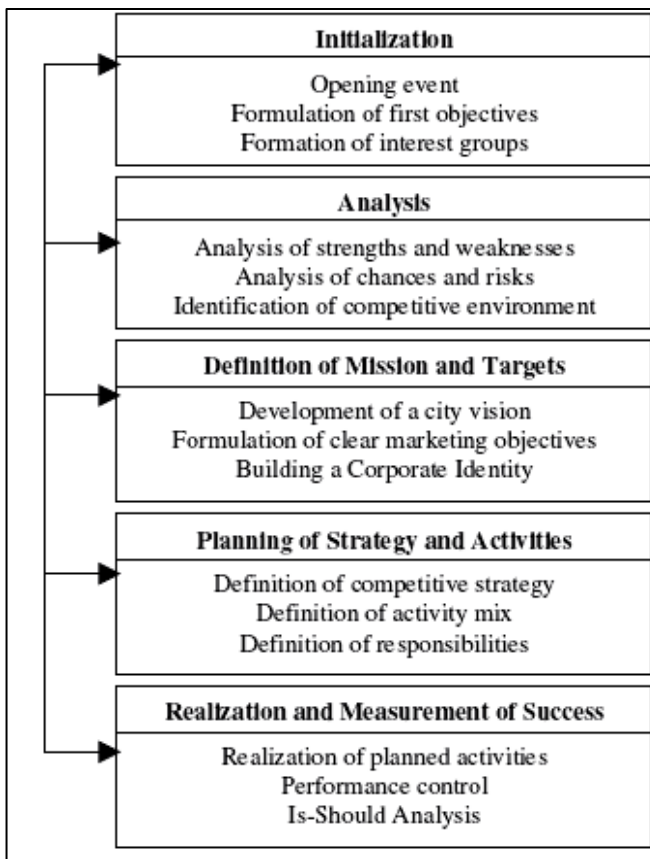 Initialization
Opening event
Formulation of first objectives
Formation of interest groups
Analysis
Analysis of strengths and weaknesses
Analysis of chances and risks
Identification of competitive environment
Definition of Mission and Targets
Development of a city vision
Formulation of clear marketing objectives
Building a Corporate Identity
Planning of Strategy and Activities
Definition of competitive strategy
Definition of activity mix
Definition of responsibilities
Realization and Measurement of Success
Realization of planned activities
Performance control
Is-Should Analysis